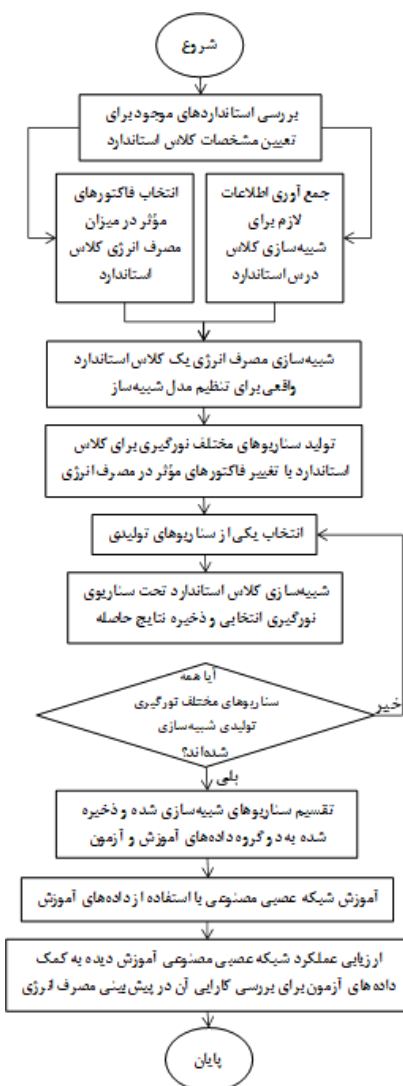 شروع
بررسی استانداردهای موجود برای
تعیین مشخصات کلاس استاندارد
جمع آوری اطلاعات
لازم برای
شبیه‌سازی کلاس
درس استاندارد
انتخاب فاکتورهای
مؤثر در میزان
مصرف انرژی کلاس
استاندارد
شبیه‌سازی مصرف انرژی یک کلاس استاندارد
واقعی برای تنظیم مدل شبیه‌ساز
تولید سناریوهای مختلف نورگیری برای کلاس
استاندارد با تغییر فاکتورهای مؤثر در مصرف انرژی
انتخاب یکی از سناریوهای تولیدی
شبیه‌سازی کلاس استاندارد تحت سناریوی
نورگیری انتخابی و ذخیره نتایج حاصله
آیا همه
سناریوهای مختلف نورگیری
تولیدی شبیه‌سازی
شده‌اند؟
خیر
بلی
تقسیم سناریوهای شبیه‌سازی شده و ذخیره
شده به دو گروه داده‌های آموزش و آزمون
آموزش شبکه عصبی مصنوعی با استفاده از داده‌های آموزش
ارزیابی عملکرد شبکه عصبی مصنوعی آموزش دیده به کمک
داده های آزمون برای بررسی کارایی آن در پیش بینی مصرف انرژی
پایان